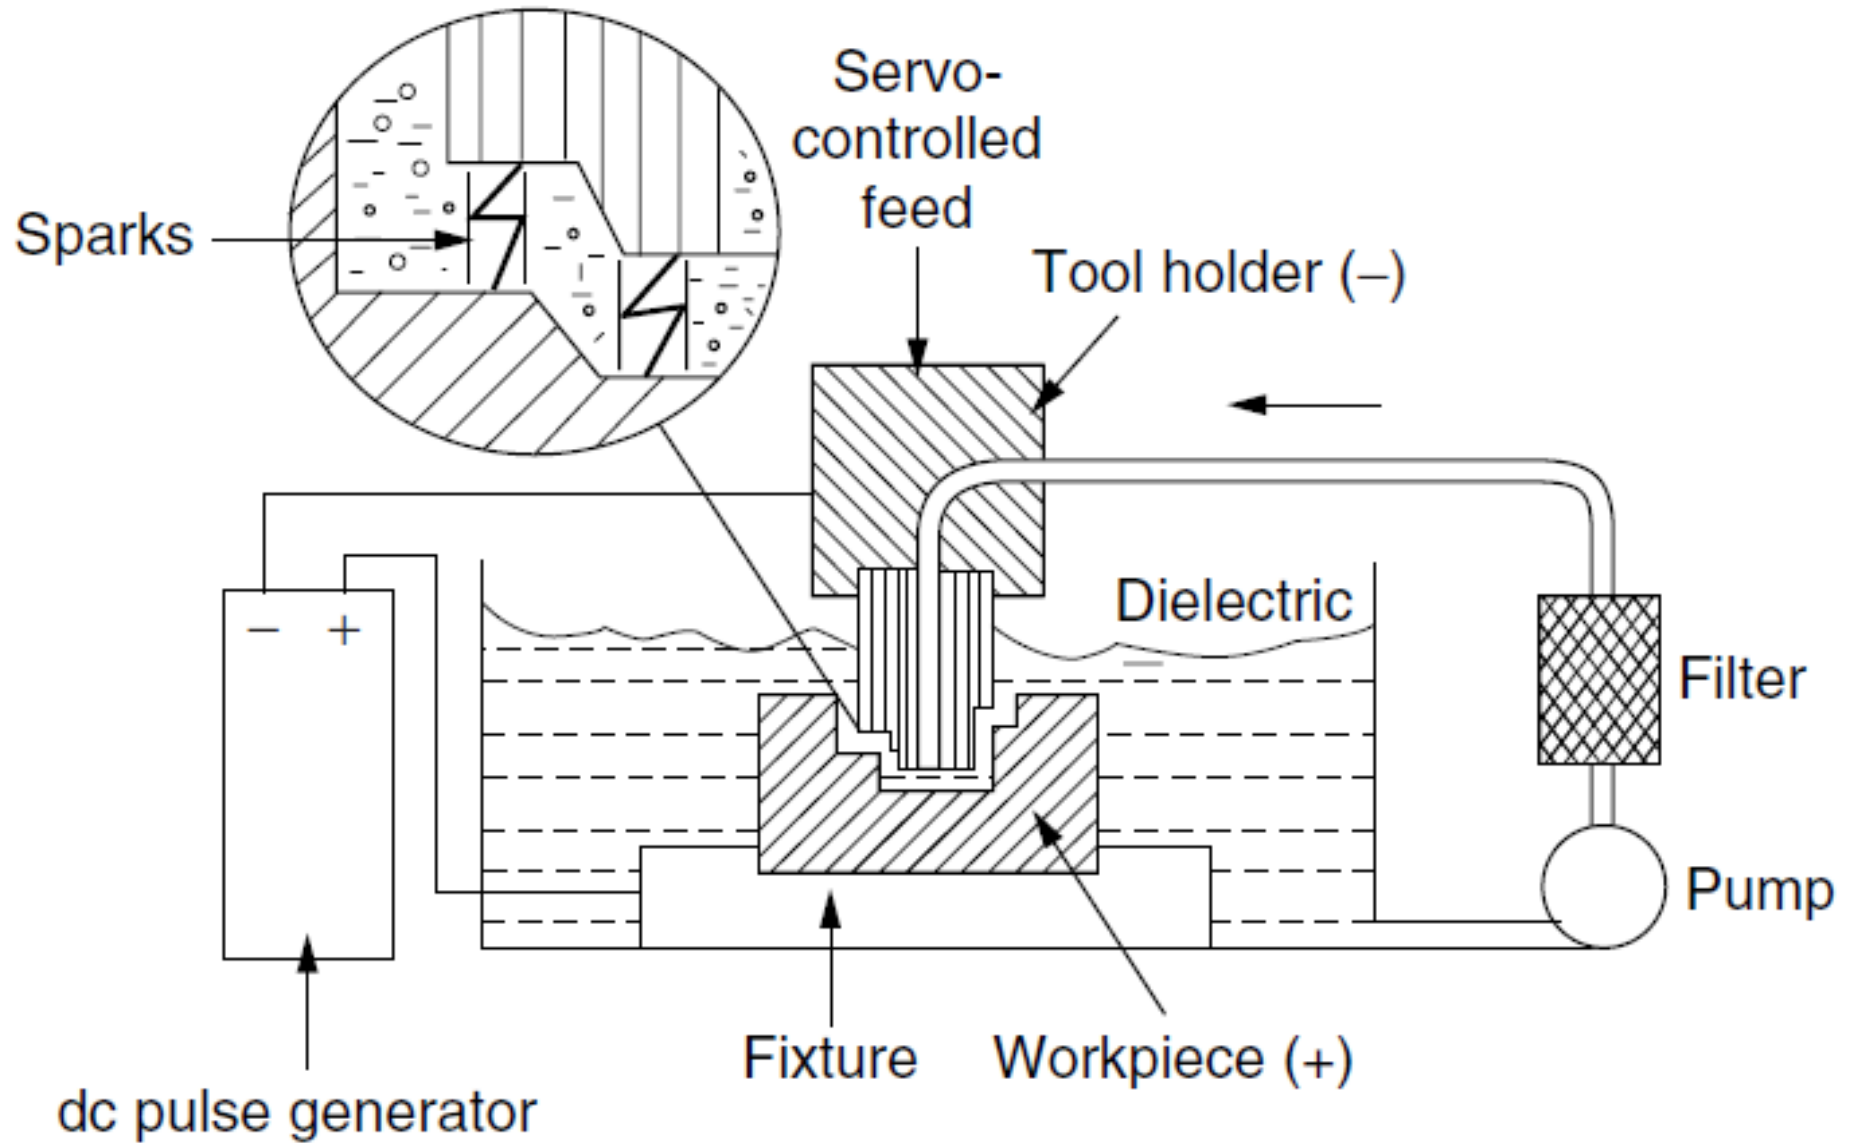 Servo-
controlled
feed
Sparks
Tool holder (–)
Dielectric
– +
Filter
Pump
Fixture
Workpiece (+)
dc pulse generator